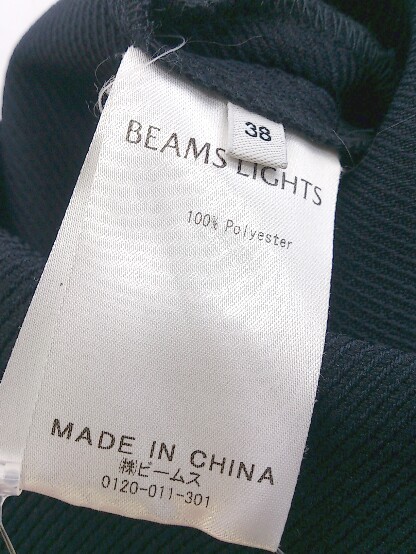 38
BEAMS LIGHTS
100% Polyester
MADE IN CHINA
㈱ビームス
0120-011-301